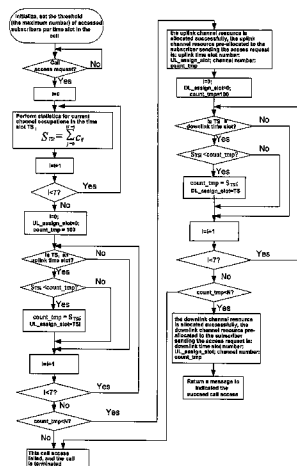 initialize, set the threshold
(the maximum number) of accessed
subscribers per time slot in the
cell
Call
access request?
No
Yes
i=0
Perform statistics for current
channel occupations in the time
slot TS
i=i+1
i<7?
Yes
No
i=0;
UL_assign_slot=0;
count_tmp = 100
Is TS an
uplink time slot?
No
Yes
<count_tmp?
No
Yes
count_tmp = S
UL_assign_slot=TSi
i=i+1
i<7?
Yes
No
count_tmp<N?
Yes
No
This call access
failed, and the call
is terminated
the uplink channel resource is
allocated successfully, the uplink
channel resource pre-allocated to the
subscriber sending the access request
is: uplink time slot number:
UL_assign_slot; channel number:
count_tmp
i=0;
DL_assign_slot=0;
count_tmp=100
Is TS a
downlink time slot?
No
Yes
<count_tmp?
No
Yes
count_tmp = S
DL_assign_slot=TS
i=i+1
i<7?
Yes
No
count_tmp<N?
No
Yes
the downlink channel resource
is allocated successfully, the
downlink channel resource pre-
allocated to the subscriber
sending the access request is:
downlink time slot number:
UL_assign_slot; channel number:
count_tmp
Return a message to
indicated the
succeed call access